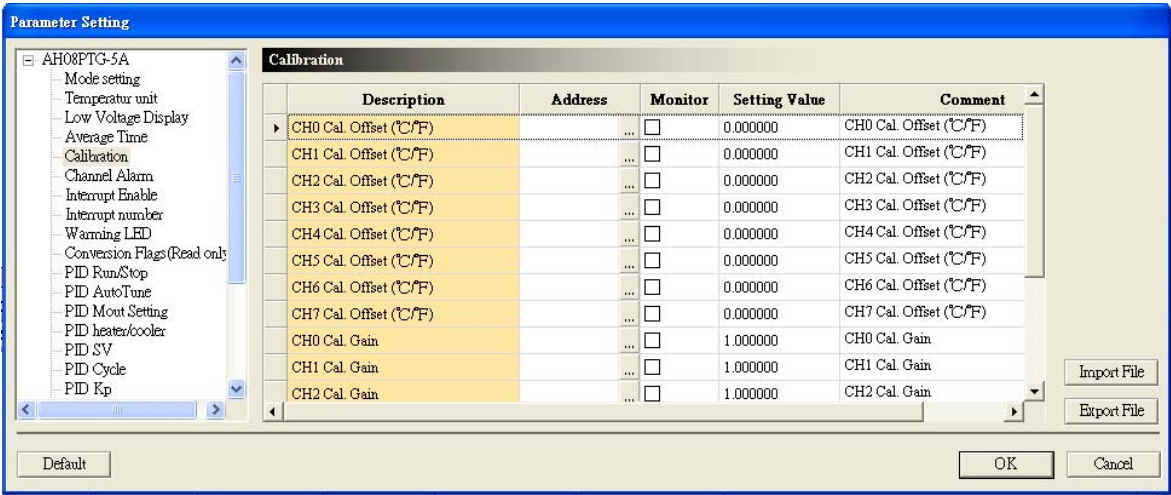 Parameter Setting
AH08PTG-5A
Mode setting
Temperatur unit
Low Voltage Display
Average Time
Calibration
Channel Alarm
Interrupt Enable
Interrupt number
Warming LED
Conversion Flags(Read only
PID Run/Stop
PID AutoTune
PID Mout Setting
PID heater/cooler
PID SV
PID Cycle
PID Kp
Calibration
Description Address Monitor Setting Value Comment
CH0 Cal. Offset (℃/℉) ... 0.000000 CH0 Cal. Offset (℃/℉)
CH1 Cal. Offset (℃/℉) ... 0.000000 CH1 Cal. Offset (℃/℉)
CH2 Cal. Offset (℃/℉) ... 0.000000 CH2 Cal. Offset (℃/℉)
CH3 Cal. Offset (℃/℉) ... 0.000000 CH3 Cal. Offset (℃/℉)
CH4 Cal. Offset (℃/℉) ... 0.000000 CH4 Cal. Offset (℃/℉)
CH5 Cal. Offset (℃/℉) ... 0.000000 CH5 Cal. Offset (℃/℉)
CH6 Cal. Offset (℃/℉) ... 0.000000 CH6 Cal. Offset (℃/℉)
CH7 Cal. Offset (℃/℉) ... 0.000000 CH7 Cal. Offset (℃/℉)
CH0 Cal. Gain ... 1.000000 CH0 Cal. Gain
CH1 Cal. Gain ... 1.000000 CH1 Cal. Gain
CH2 Cal. Gain ... 1.000000 CH2 Cal. Gain
Import File
Export File
Default OK Cancel